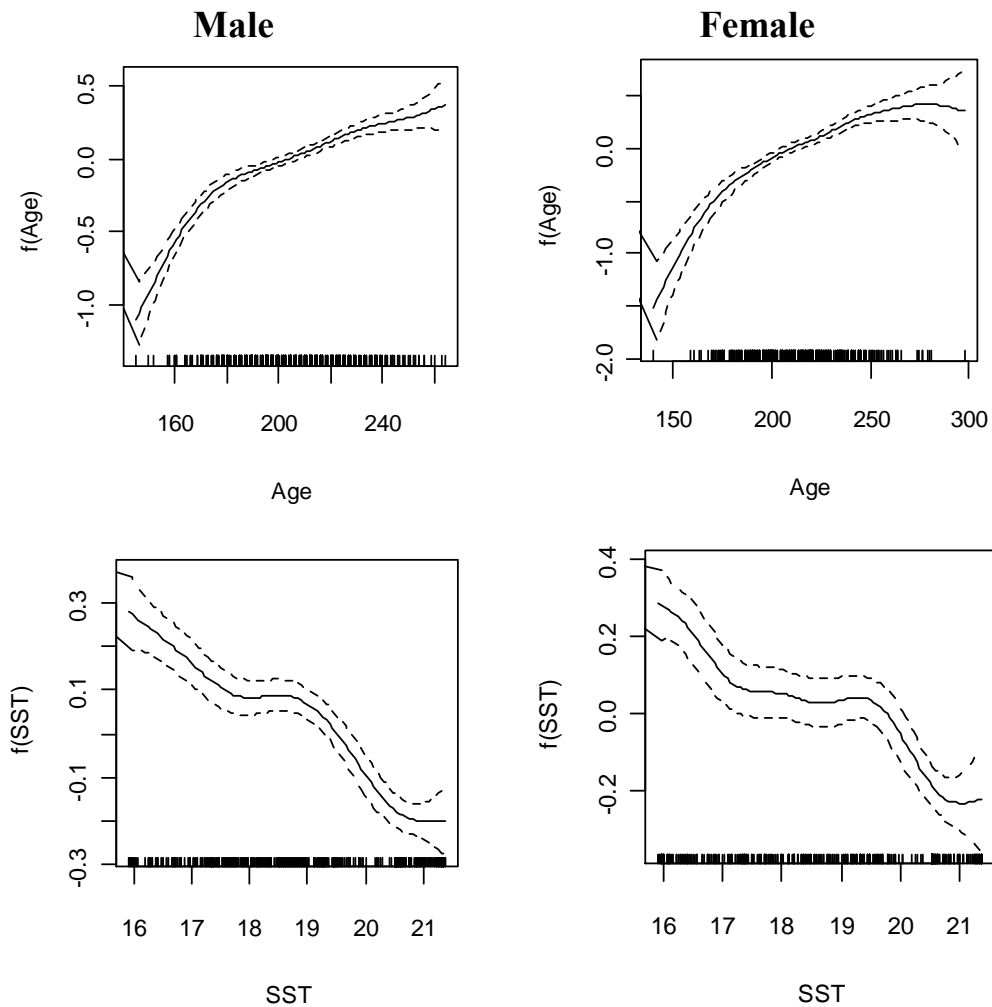 Male Female
0.5
0.0
-0.5
-1.0
f(Age)
160 200 240
Age
0.0
-1.0
-2.0
f(Age)
150 200 250 300
Age
0.3
0.1
-0.1
-0.3
f(SST)
16 17 18 19 20 21
SST
0.4
0.2
0.0
-0.2
f(SST)
16 17 18 19 20 21
SST